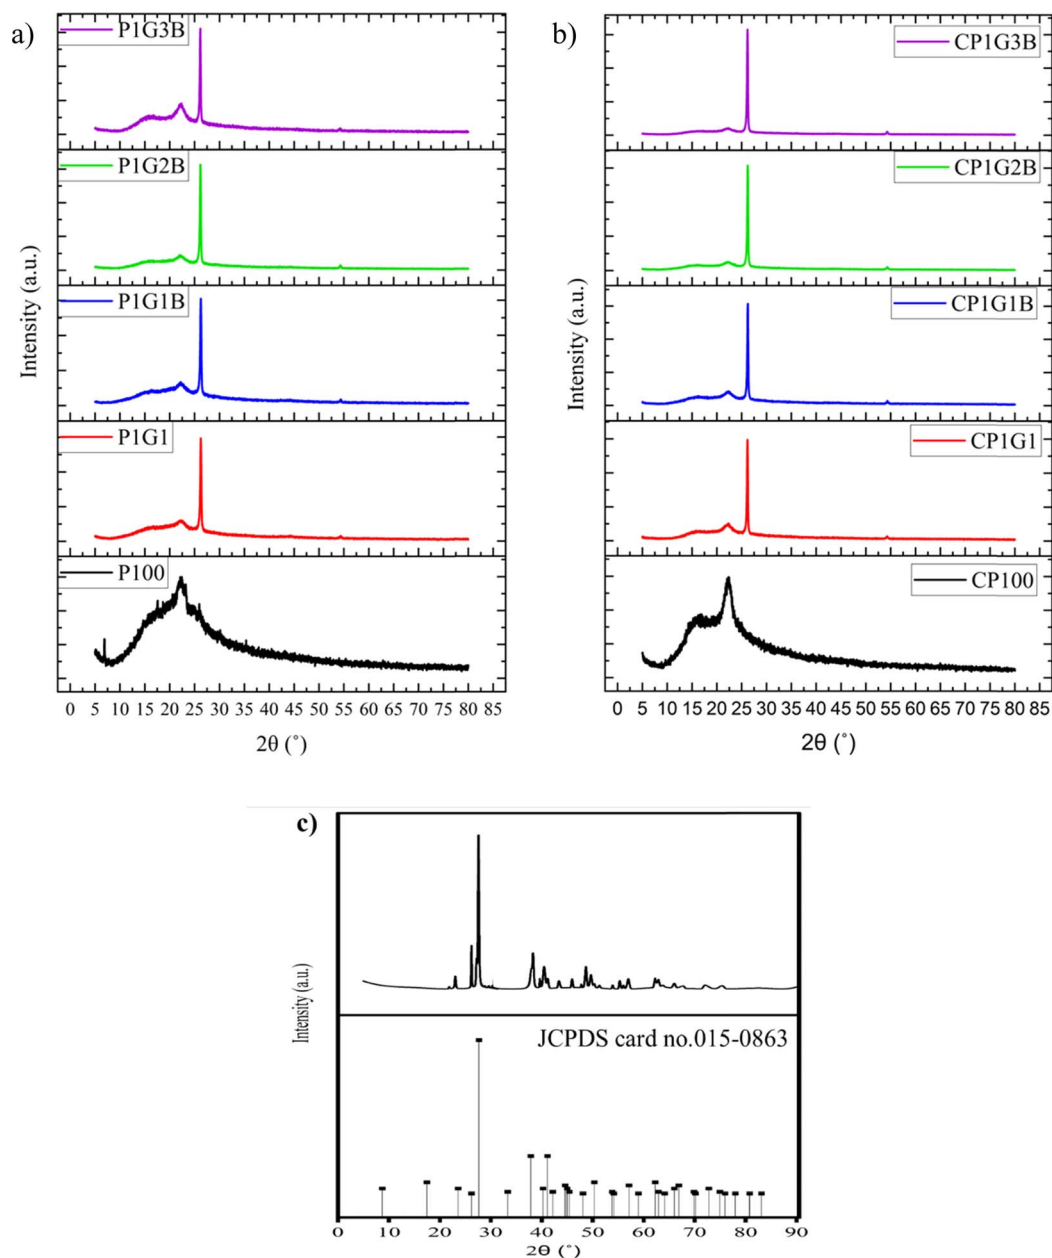 a)
P1G3B
P1G2B
P1G1B
P1G1
P100
Intensity (a.u.)
0 5 10 15 20 25 30 35 40 45 50 55 60 65 70 75 80 85
2θ (˚)
b)
CP1G3B
CP1G2B
CP1G1B
CP1G1
CP100
Intensity (a.u.)
0 5 10 15 20 25 30 35 40 45 50 55 60 65 70 75 80 85
2θ (˚)
c)
JCPDS card no.015-0863
Intensity (a.u.)
0 10 20 30 40 50 60 70 80 90
2θ (°)